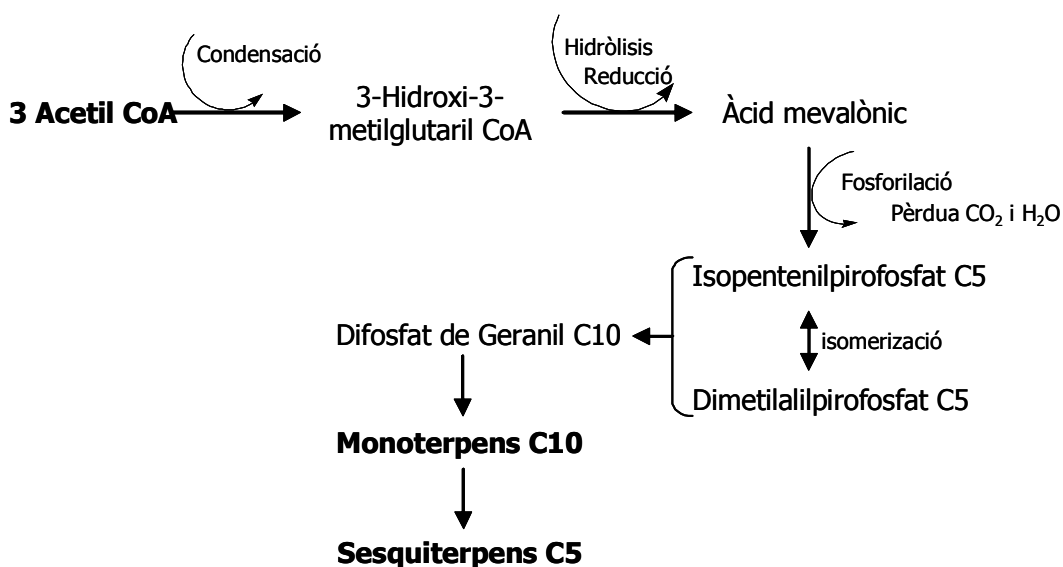 Condensació
Hidròlisis
Reducció
3 Acetil CoA
3-Hidroxi-3-
metilglutaril CoA
Àcid mevalònic
Fosforilació
Pèrdua CO₂ i H₂O
Isopentenilpirofosfat C5
isomerizació
Dimetilalilpirofosfat C5
Difosfat de Geranil C10
Monoterpens C10
Sesquiterpens C5